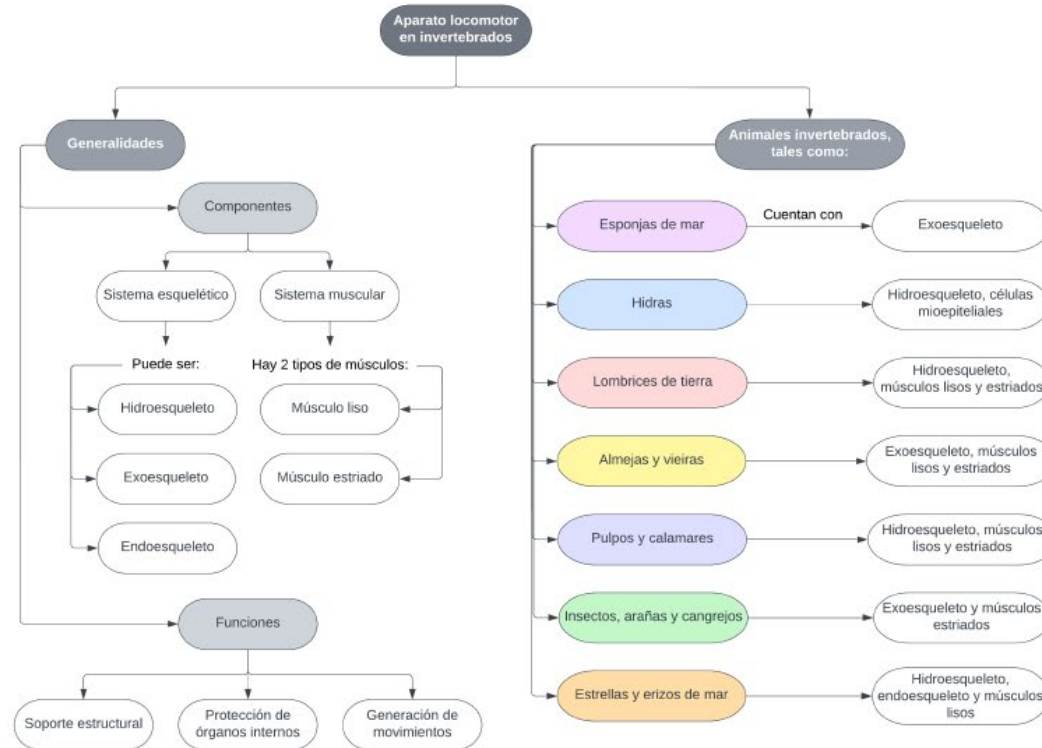 Aparato locomotor
en invertebrados
Generalidades
Componentes
Sistema esquelético
Sistema muscular
Puede ser:
Hay 2 tipos de músculos:
Hidroesqueleto
Músculo liso
Exoesqueleto
Músculo estriado
Endoesqueleto
Funciones
Soporte estructural
Protección de
órganos internos
Generación de
movimientos
Animales invertebrados,
tales como:
Esponjas de mar
Cuentan con
Exoesqueleto
Hidras
Hidroesqueleto, células
mioepiteliales
Lombrices de tierra
Hidroesqueleto,
músculos lisos y estriados
Almejas y vieiras
Exoesqueleto, músculos
lisos y estriados
Pulpos y calamares
Hidroesqueleto, músculos
lisos y estriados
Insectos, arañas y cangrejos
Exoesqueleto y músculos
estriados
Estrellas y erizos de mar
Hidroesqueleto,
endoesqueleto y músculos
lisos